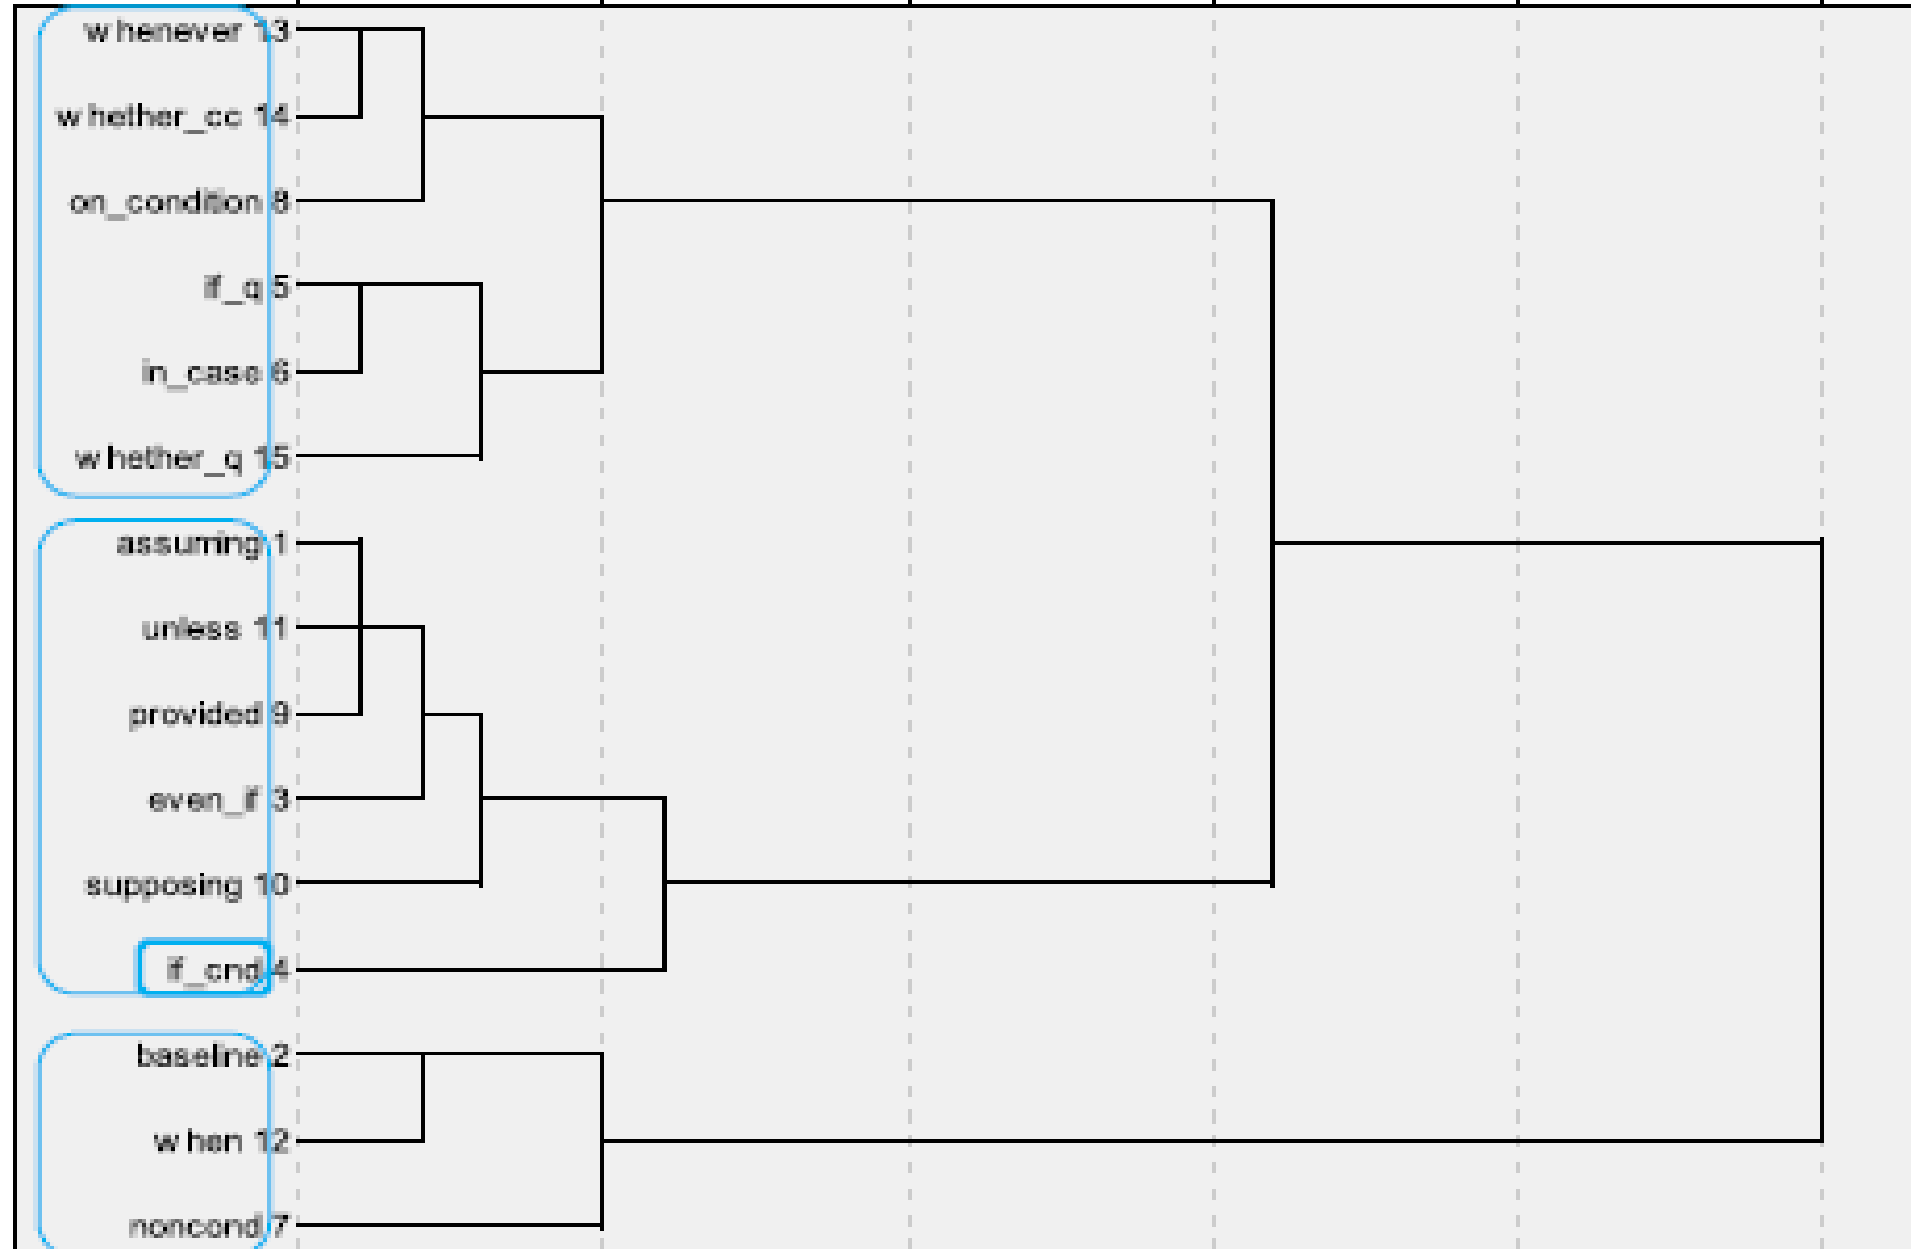 whenever 13
whether_cc 14
on_condition 8
if_q 5
in_case 6
whether_q 15
assuming 1
unless 11
provided 9
even_if 3
supposing 10
if_cnd 4
baseline 2
when 12
noncond 7